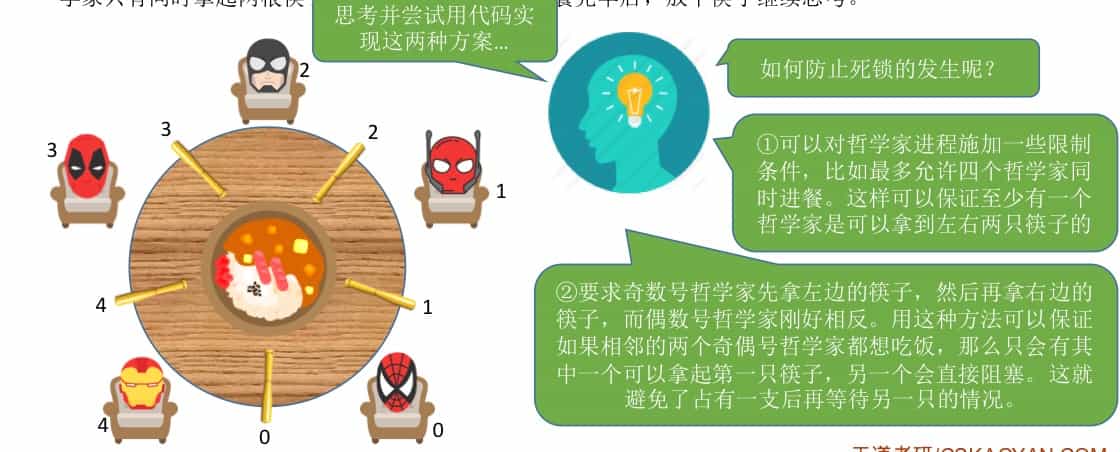 学家只有同时拿起两根筷
餐完毕后，放下筷子继续思考。
思考并尝试用代码实
现这两种方案...
如何防止死锁的发生呢？
①可以对哲学家进程施加一些限制
条件，比如最多允许四个哲学家同
时进餐。这样可以保证至少有一个
哲学家是可以拿到左右两只筷子的
②要求奇数号哲学家先拿左边的筷子，然后再拿右边的
筷子，而偶数号哲学家刚好相反。用这种方法可以保证
如果相邻的两个奇偶号哲学家都想吃饭，那么只会有其
中一个可以拿起第一只筷子，另一个会直接阻塞。这就
避免了占有一支后再等待另一只的情况。
2
3
2
3
1
4
1
4
0
0
王道考研/CSKAOYAN.COM